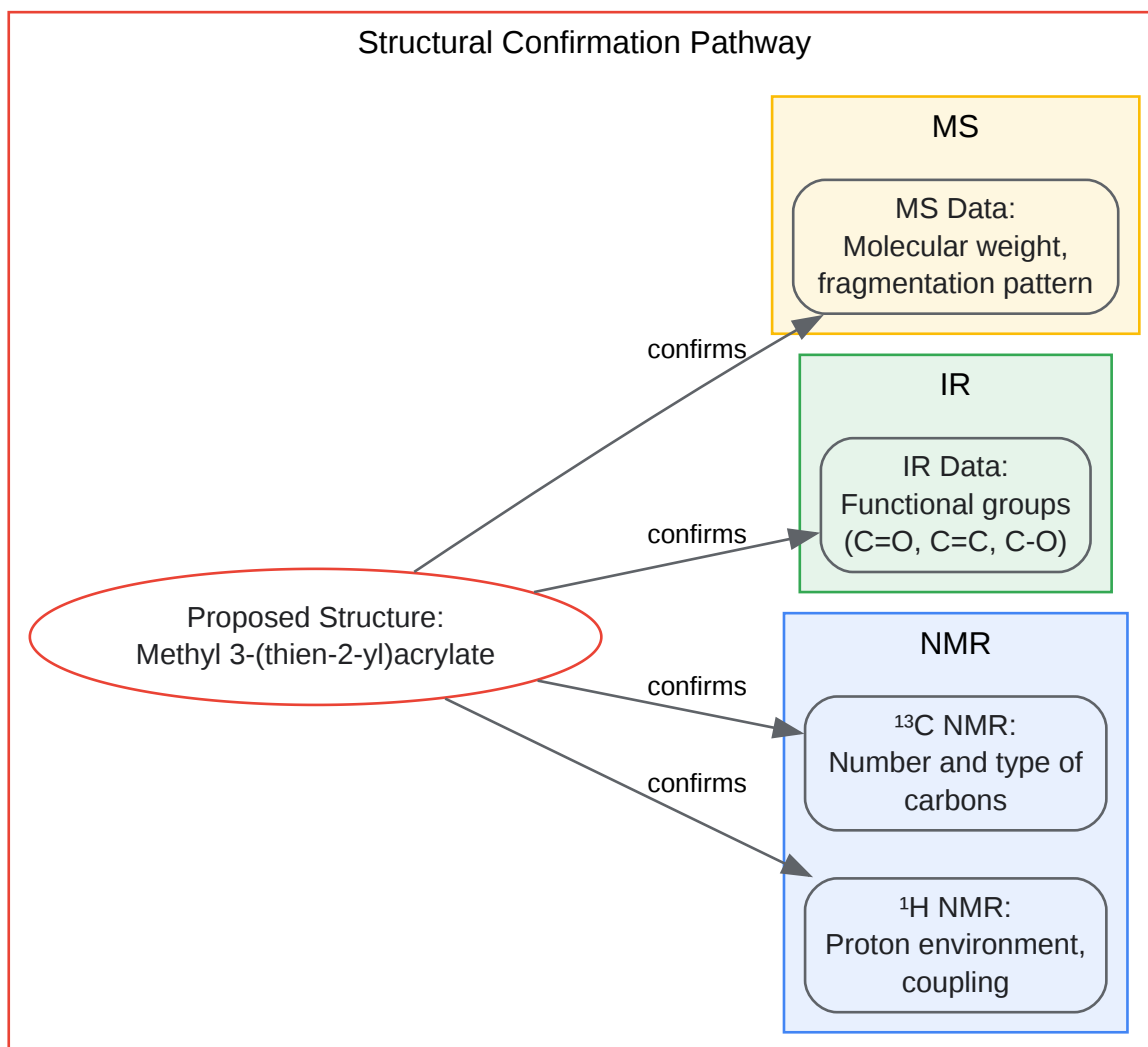 Structural Confirmation Pathway
MS
MS Data:
Molecular weight,
fragmentation pattern
confirms
IR
IR Data:
Functional groups
(C=O, C=C, C-O)
confirms
Proposed Structure:
Methyl 3-(thien-2-yl)acrylate
NMR
confirms
¹³C NMR:
Number and type of
carbons
confirms
¹H NMR:
Proton environment,
coupling